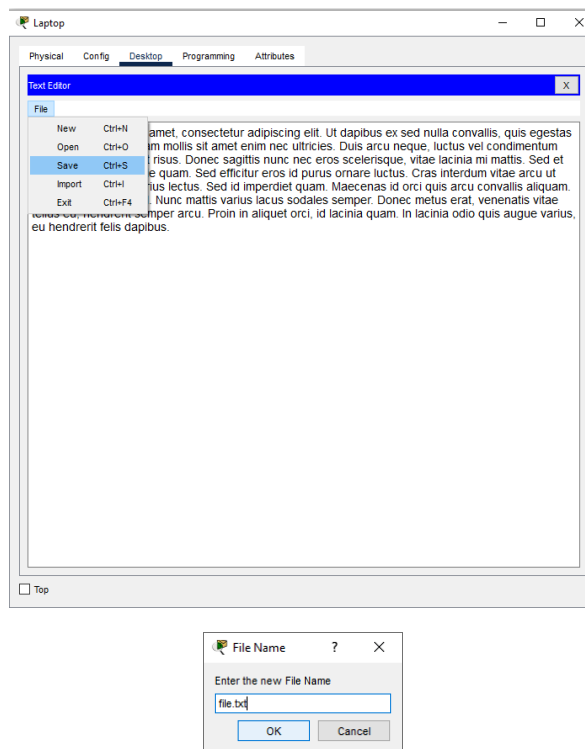 Laptop
Physical Config Desktop Programming Attributes
Text Editor X
File
New Ctrl+N
Open Ctrl+O
Save Ctrl+S
Import Ctrl+I
Exit Ctrl+F4
amet, consectetur adipiscing elit. Ut dapibus ex sed nulla convallis, quis egestas
am mollis sit amet enim nec ultricies. Duis arcu neque, luctus vel condimentum
risus. Donec sagittis nunc nec eros scelerisque, vitae lacinia mi mattis. Sed et
e quam. Sed efficitur eros id purus ornare luctus. Cras interdum vitae arcu ut
ius lectus. Sed id imperdiet quam. Maecenas id orci quis arcu convallis aliquam.
. Nunc mattis varius lacus sodales semper. Donec metus erat, venenatis vitae
tellus eu, hendrerit semper arcu. Proin in aliquet orci, id lacinia quam. In lacinia odio quis augue varius,
eu hendrerit felis dapibus.
Top
File Name ?
Enter the new File Name
file.txt
OK Cancel